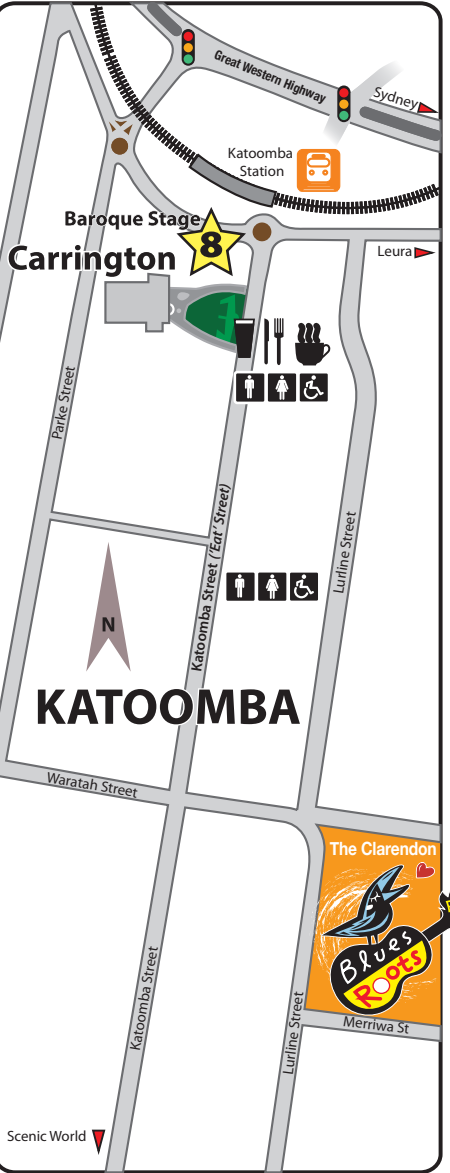 Great Western Highway
Sydney
Katoomba
Station
Baroque Stage
8
Carrington
Leura
Parke Street
Katoomba Street ('Eat' Street)
Lurline Street
N
KATOOMBA
Waratah Street
The Clarendon
Blues
Roots
Katoomba Street
Lurline Street
Merriwa St
Scenic World